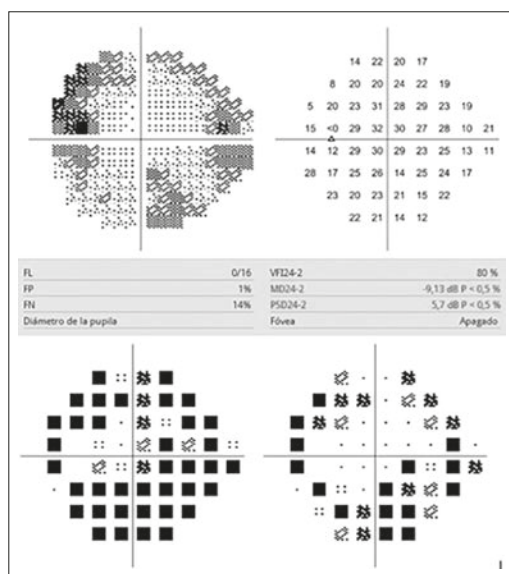 14 22 20 17
8 20 20 24 22 19
5 20 23 31 28 29 23 19
15 <0 29 32 30 27 28 10 21
14 12 29 30 29 23 25 13 11
28 17 25 26 14 25 24 17
23 20 23 21 15 22
22 21 14 12
FL 0/16 VFI24-2 80 %
FP 1% MD24-2 -9,13 dB P < 0,5 %
FN 14% PSD24-2 5,7 dB P < 0,5 %
Diámetro de la pupila Fóvea Apagado